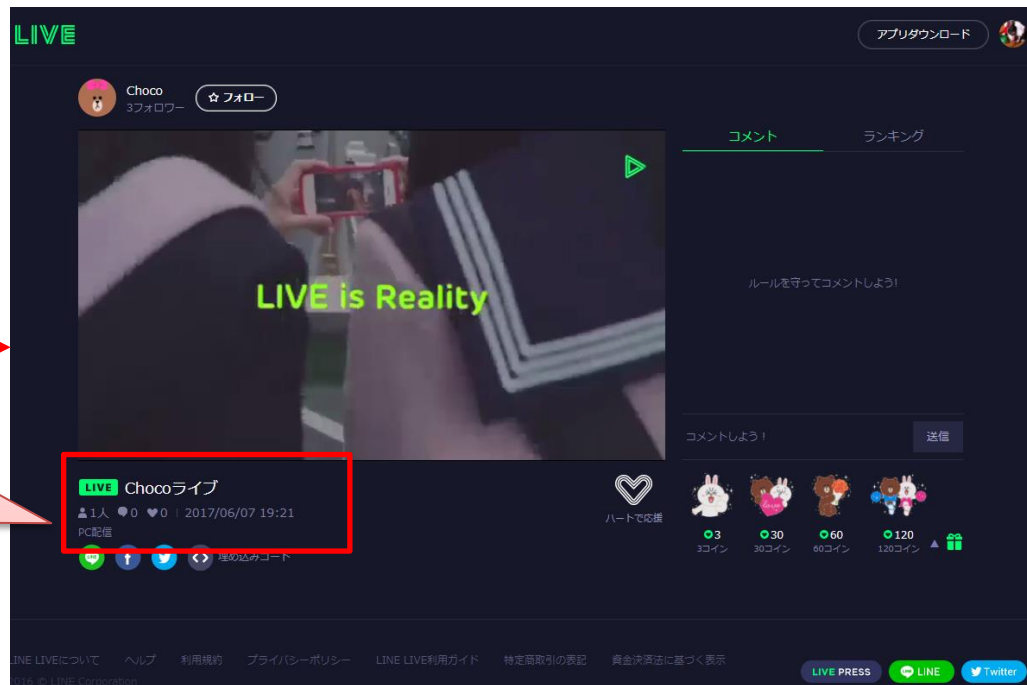 LIVE
アプリダウンロード
Choco
3フォロワー
☆ フォロー
コメント
ランキング
LIVE is Reality
ルールを守ってコメントしよう!
コメントしよう!
送信
LIVE Chocoライブ
1人 0 0 | 2017/06/07 19:21
PC配信
埋め込みコード
ハートで応援
3
3コイン
30
30コイン
60
60コイン
120
120コイン
LINE LIVEについて ヘルプ 利用規約 プライバシーポリシー LINE LIVE利用ガイド 特定商取引の表記 資金決済法に基づく表示
2016 © LINE Corporation
LIVE PRESS
LINE
Twitter